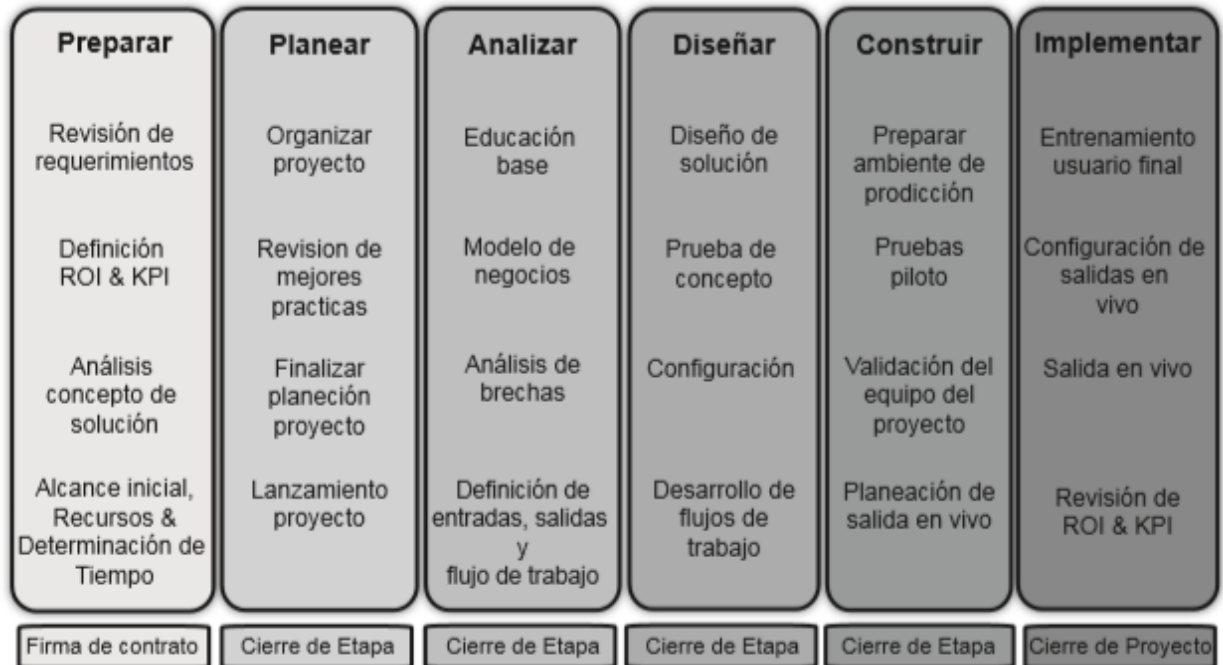 Preparar
Revisión de
requerimientos
Definición
ROI & KPI
Análisis
concepto de
solución
Alcance inicial,
Recursos &
Determinación de
Tiempo
Firma de contrato
Planear
Organizar
proyecto
Revision de
mejores
practicas
Finalizar
planeción
proyecto
Lanzamiento
proyecto
Cierre de Etapa
Analizar
Educación
base
Modelo de
negocios
Análisis de
brechas
Definición de
entradas, salidas
y
flujo de trabajo
Cierre de Etapa
Diseñar
Diseño de
solución
Prueba de
concepto
Configuración
Desarrollo de
flujos de
trabajo
Cierre de Etapa
Construir
Preparar
ambiente de
prodicción
Pruebas
piloto
Validación del
equipo del
proyecto
Planeación de
salida en vivo
Cierre de Etapa
Implementar
Entrenamiento
usuario final
Configuración de
salidas en
vivo
Salida en vivo
Revisión de
ROI & KPI
Cierre de Proyecto